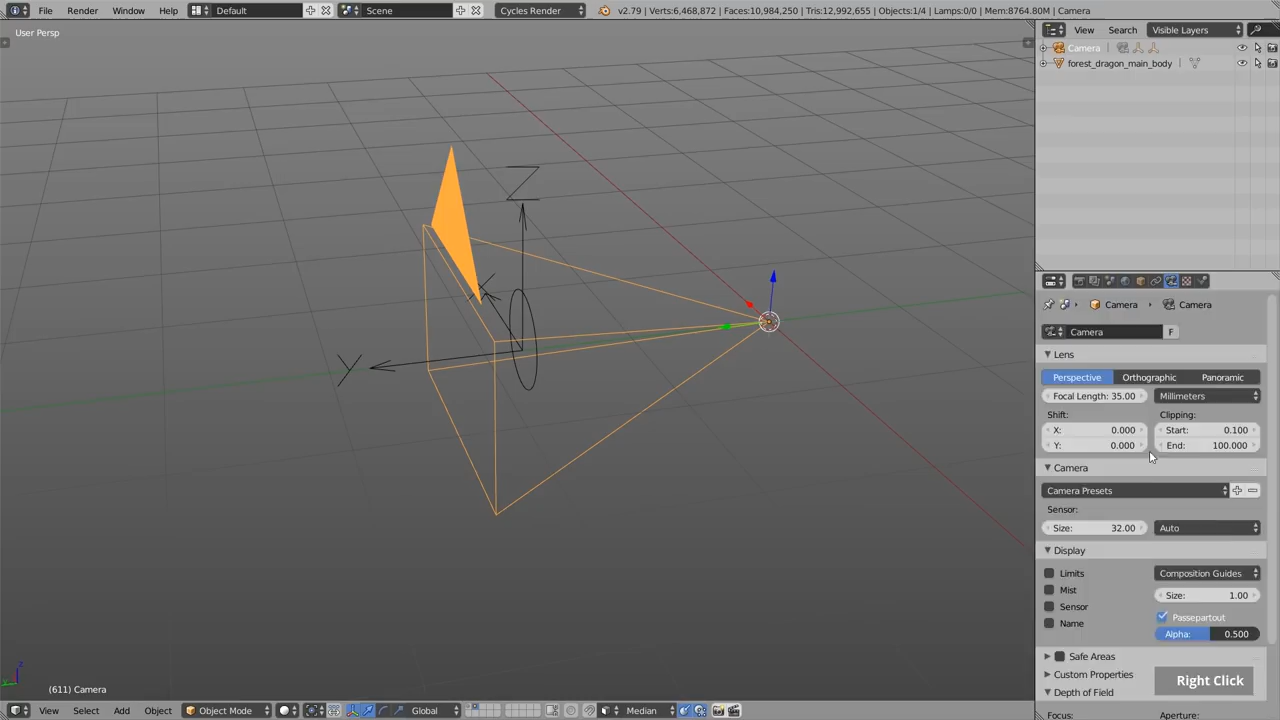 File Render Window Help Default Scene Cycles Render v2.79 | Verts:6,468,872 | Faces:10,984,250 | Tris:12,992,655 | Objects:1/4 | Lamps:0/0 | Mem:8764.80M | Camera
User Persp
View Search Visible Layers
Camera
forest_dragon_main_body
Camera Camera
Camera F
Lens
Perspective Orthographic Panoramic
Focal Length: 35.00 Millimeters
Shift: Clipping:
X: 0.000 Start: 0.100
Y: 0.000 End: 100.000
Camera
Camera Presets
Sensor:
Size: 32.00 Auto
Display
Limits Composition Guides
Mist Size: 1.00
Sensor Passepartout
Name Alpha: 0.500
Safe Areas
Custom Properties
Depth of Field
Right Click
Focus: Aperture:
Z
X
Y
z
y
(611) Camera
View Select Add Object Object Mode Global Median